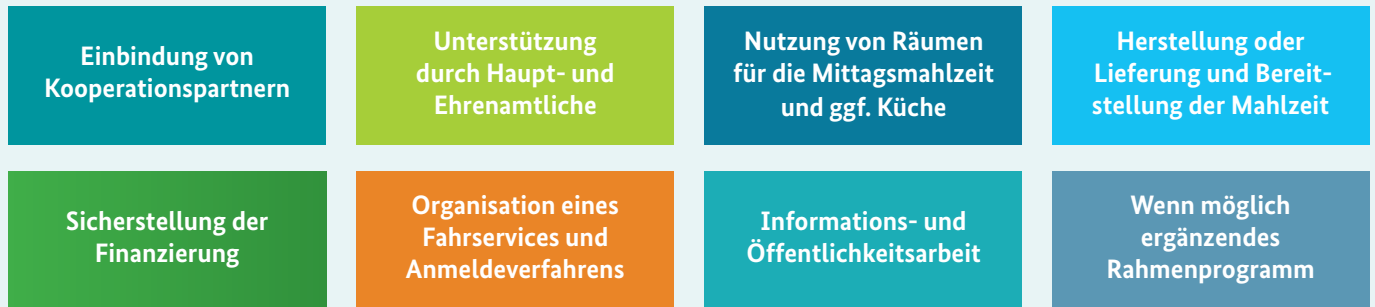 Einbindung von
Kooperationspartnern
Unterstützung
durch Haupt- und
Ehrenamtliche
Nutzung von Räumen
für die Mittagsmahlzeit
und ggf. Küche
Herstellung oder
Lieferung und Bereit-
stellung der Mahlzeit
Sicherstellung der
Finanzierung
Organisation eines
Fahrservices und
Anmeldeverfahrens
Informations- und
Öffentlichkeitsarbeit
Wenn möglich
ergänzendes
Rahmenprogramm